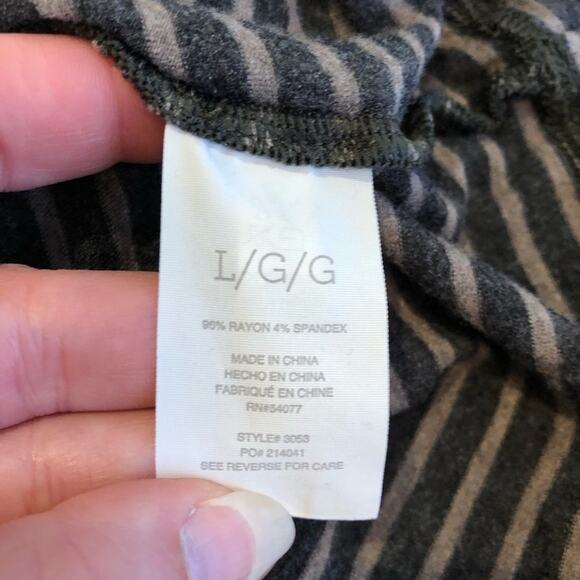 L/G/G
96% RAYON 4% SPANDEX
MADE IN CHINA
HECHO EN CHINA
FABRIQUÉ EN CHINE
RN#54077
STYLE# 3053
PO# 214041
SEE REVERSE FOR CARE